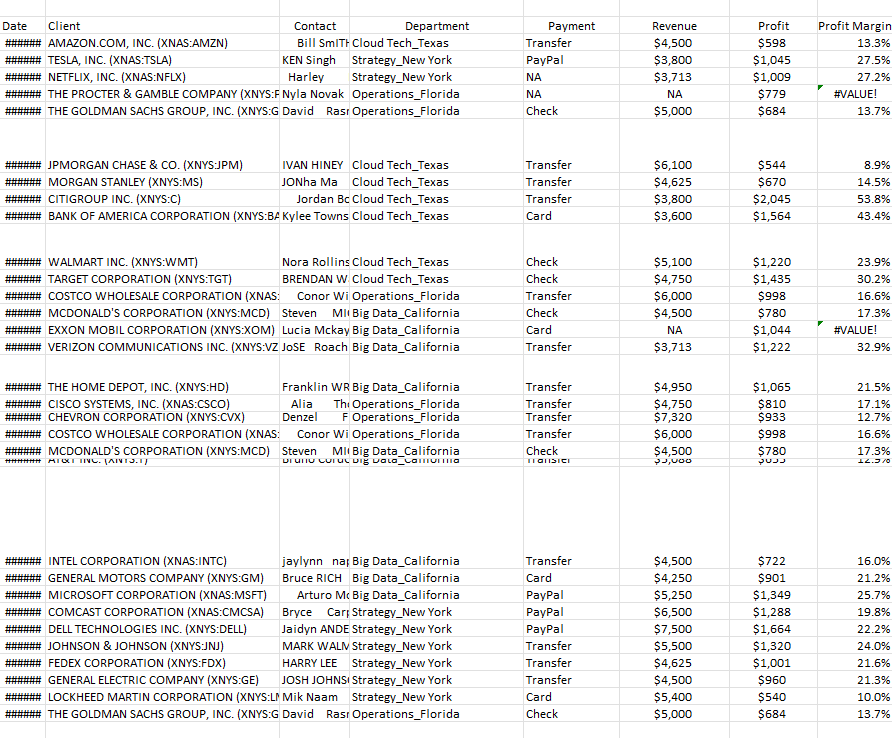 Date Client Contact Department Payment Revenue Profit Profit Margin
###### AMAZON.COM, INC. (XNAS:AMZN) Bill SmITH Cloud Tech_Texas Transfer $4,500 $598 13.3%
###### TESLA, INC. (XNAS:TSLA) KEN Singh Strategy_New York PayPal $3,800 $1,045 27.5%
###### NETFLIX, INC. (XNAS:NFLX) Harley Strategy_New York NA $3,713 $1,009 27.2%
###### THE PROCTER & GAMBLE COMPANY (XNYS:P Nyla Novak Operations_Florida NA NA $779 #VALUE!
###### THE GOLDMAN SACHS GROUP, INC. (XNYS:G David Rasr Operations_Florida Check $5,000 $684 13.7%
###### JPMORGAN CHASE & CO. (XNYS:JPM) IVAN HINEY Cloud Tech_Texas Transfer $6,100 $544 8.9%
###### MORGAN STANLEY (XNYS:MS) JONha Ma Cloud Tech_Texas Transfer $4,625 $670 14.5%
###### CITIGROUP INC. (XNYS:C) Jordan Bo Cloud Tech_Texas Transfer $3,800 $2,045 53.8%
###### BANK OF AMERICA CORPORATION (XNYS:BA Kylee Towns Cloud Tech_Texas Card $3,600 $1,564 43.4%
###### WALMART INC. (XNYS:WMT) Nora Rollins Cloud Tech_Texas Check $5,100 $1,220 23.9%
###### TARGET CORPORATION (XNYS:TGT) BRENDAN W Cloud Tech_Texas Check $4,750 $1,435 30.2%
###### COSTCO WHOLESALE CORPORATION (XNAS: Conor Wi Operations_Florida Transfer $6,000 $998 16.6%
###### MCDONALD'S CORPORATION (XNYS:MCD) Steven MI Big Data_California Check $4,500 $780 17.3%
###### EXXON MOBIL CORPORATION (XNYS:XOM) Lucia Mckay Big Data_California Card NA $1,044 #VALUE!
###### VERIZON COMMUNICATIONS INC. (XNYS:VZ JoSE Roach Big Data_California Transfer $3,713 $1,222 32.9%
###### THE HOME DEPOT, INC. (XNYS:HD) Franklin WR Big Data_California Transfer $4,950 $1,065 21.5%
###### CISCO SYSTEMS, INC. (XNAS:CSCO) Alia Tho Operations_Florida Transfer $4,750 $810 17.1%
###### CHEVRON CORPORATION (XNYS:CVX) Denzel F Operations_Florida Transfer $7,320 $933 12.7%
###### COSTCO WHOLESALE CORPORATION (XNAS: Conor Wi Operations_Florida Transfer $6,000 $998 16.6%
###### MCDONALD'S CORPORATION (XNYS:MCD) Steven MI Big Data_California Check $4,500 $780 17.3%
###### AT&T INC. (XNYS:T) Big Data_California Transfer $5,088 $655 12.9%
###### INTEL CORPORATION (XNAS:INTC) jaylynn nap Big Data_California Transfer $4,500 $722 16.0%
###### GENERAL MOTORS COMPANY (XNYS:GM) Bruce RICH Big Data_California Card $4,250 $901 21.2%
###### MICROSOFT CORPORATION (XNAS:MSFT) Arturo Mo Big Data_California PayPal $5,250 $1,349 25.7%
###### COMCAST CORPORATION (XNAS:CMCSA) Bryce Carp Strategy_New York PayPal $6,500 $1,288 19.8%
###### DELL TECHNOLOGIES INC. (XNYS:DELL) Jaidyn ANDE Strategy_New York PayPal $7,500 $1,664 22.2%
###### JOHNSON & JOHNSON (XNYS:JNJ) MARK WALM Strategy_New York Transfer $5,500 $1,320 24.0%
###### FEDEX CORPORATION (XNYS:FDX) HARRY LEE Strategy_New York Transfer $4,625 $1,001 21.6%
###### GENERAL ELECTRIC COMPANY (XNYS:GE) JOSH JOHNS Strategy_New York Transfer $4,500 $960 21.3%
###### LOCKHEED MARTIN CORPORATION (XNYS:LM Mik Naam Strategy_New York Card $5,400 $540 10.0%
###### THE GOLDMAN SACHS GROUP, INC. (XNYS:G David Rasr Operations_Florida Check $5,000 $684 13.7%